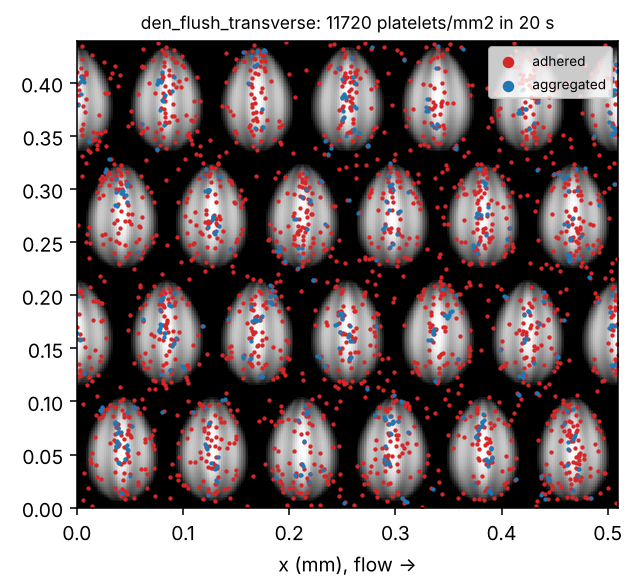 den_flush_transverse: 11720 platelets/mm2 in 20 s
adhered
aggregated
0.40
0.35
0.30
0.25
0.20
0.15
0.10
0.05
0.00
0.0 0.1 0.2 0.3 0.4 0.5
x (mm), flow →